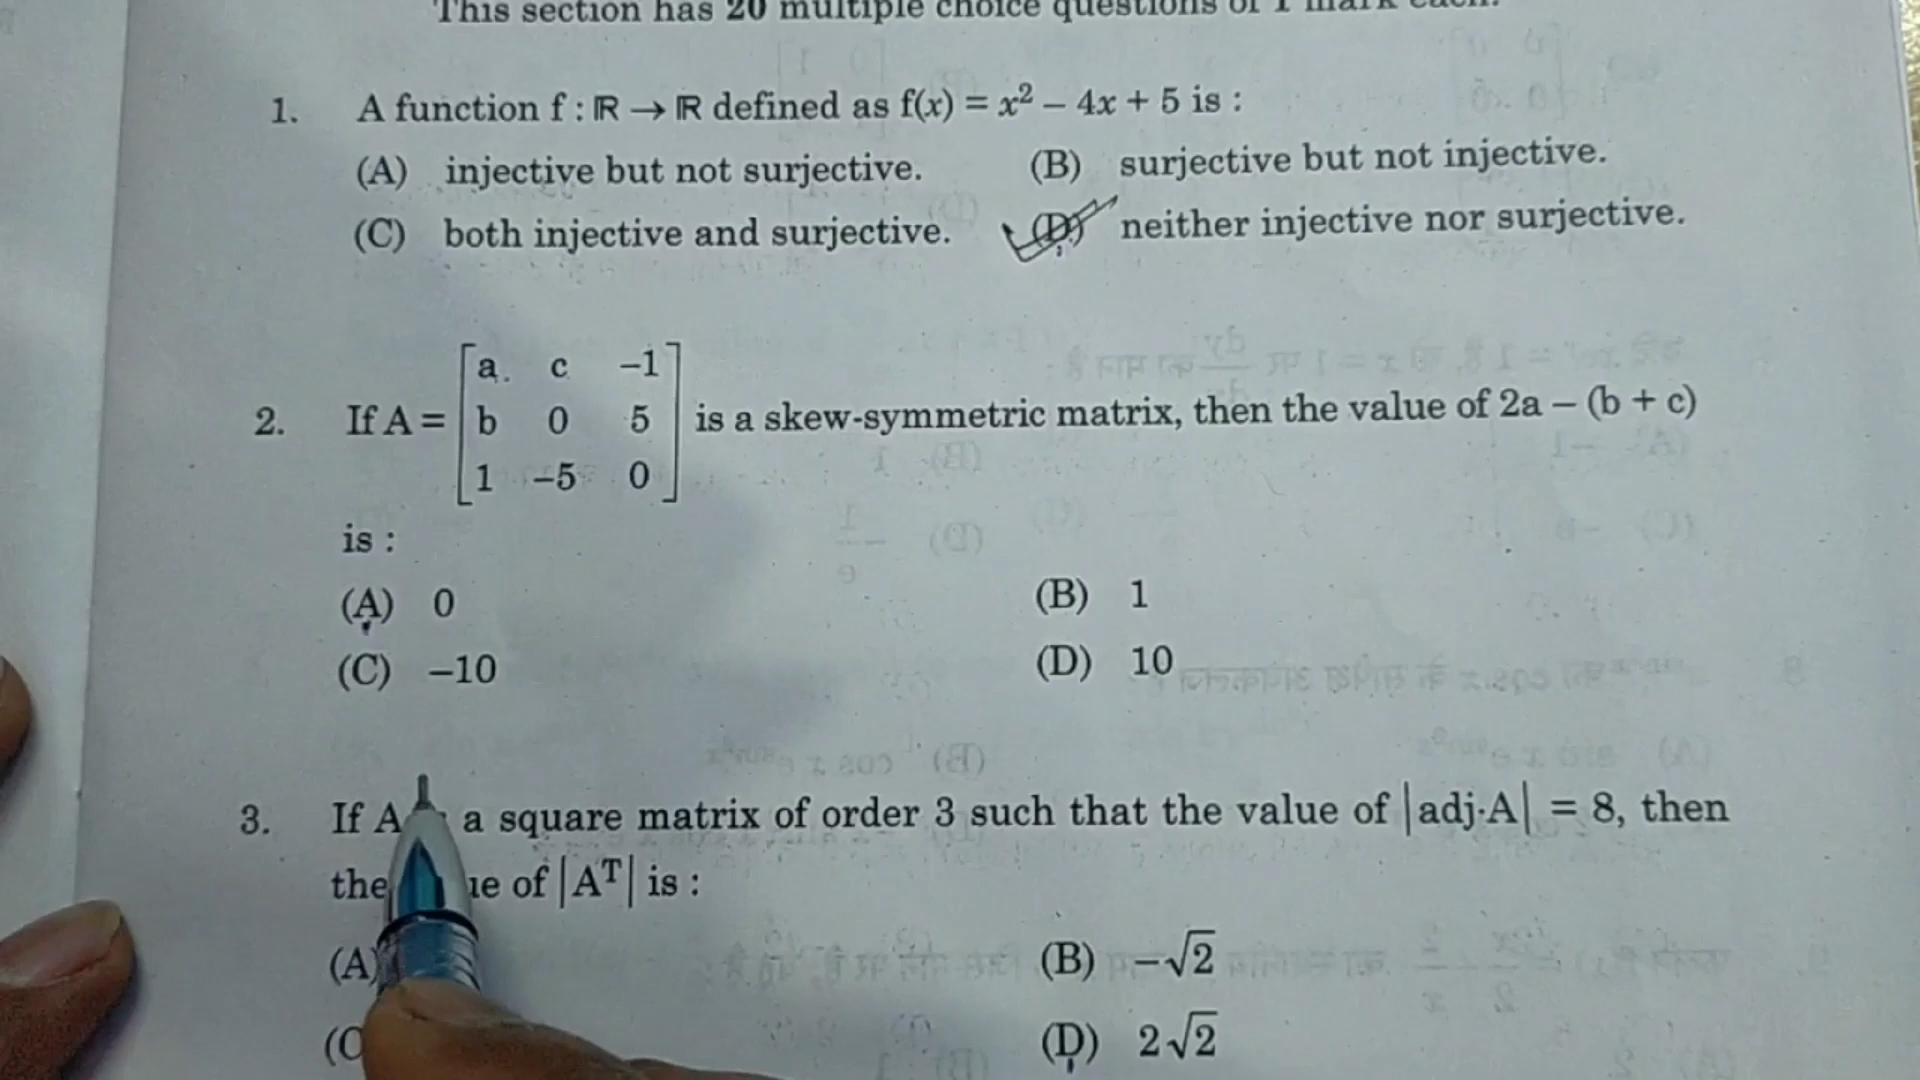 This section has 20 multiple choice questions of 1 mark each.
1. A function f : ℝ → ℝ defined as f(x) = x² – 4x + 5 is :
(A) injective but not surjective. (B) surjective but not injective.
(C) both injective and surjective. (D) neither injective nor surjective.
a c –1
2. If A = b 0 5 is a skew-symmetric matrix, then the value of 2a – (b + c)
1 –5 0
is :
(A) 0 (B) 1
(C) –10 (D) 10
3. If A a square matrix of order 3 such that the value of |adj·A| = 8, then
the of |Aᵀ| is :
(A) (B) –√2
(D) 2√2